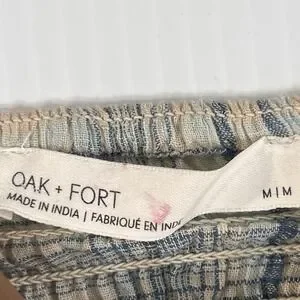 OAK + FORT
MADE IN INDIA | FABRIQUÉ EN
M | M